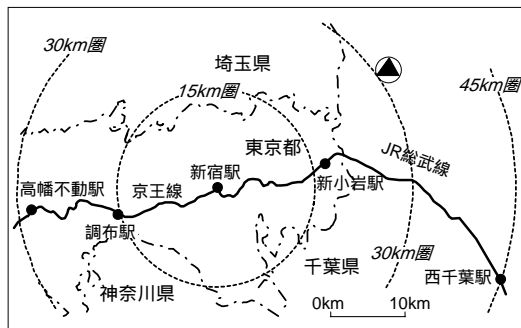 30km圏
埼玉県
45km圏
15km圏
東京都
JR総武線
新宿駅
高幡不動駅
京王線
新小岩駅
調布駅
千葉県
30km圏
西千葉駅
神奈川県
0km
10km